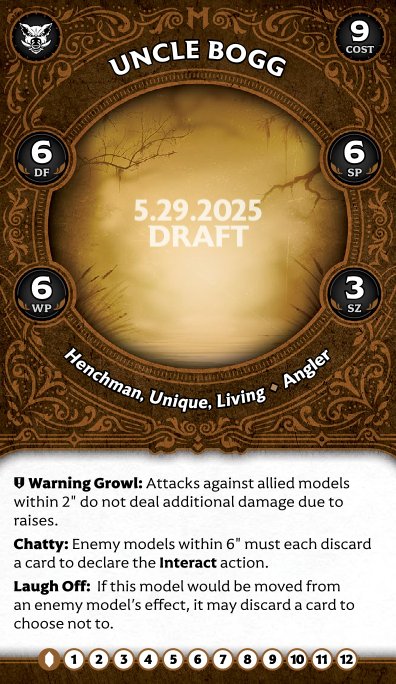 M
UNCLE BOGG
9
COST
6
DF
6
SP
5.29.2025
DRAFT
6
WP
3
SZ
Henchman, Unique, Living ◆ Angler
Warning Growl: Attacks against allied models
within 2" do not deal additional damage due to
raises.
Chatty: Enemy models within 6" must each discard
a card to declare the Interact action.
Laugh Off: If this model would be moved from
an enemy model's effect, it may discard a card to
choose not to.
1 2 3 4 5 6 7 8 9 10 11 12